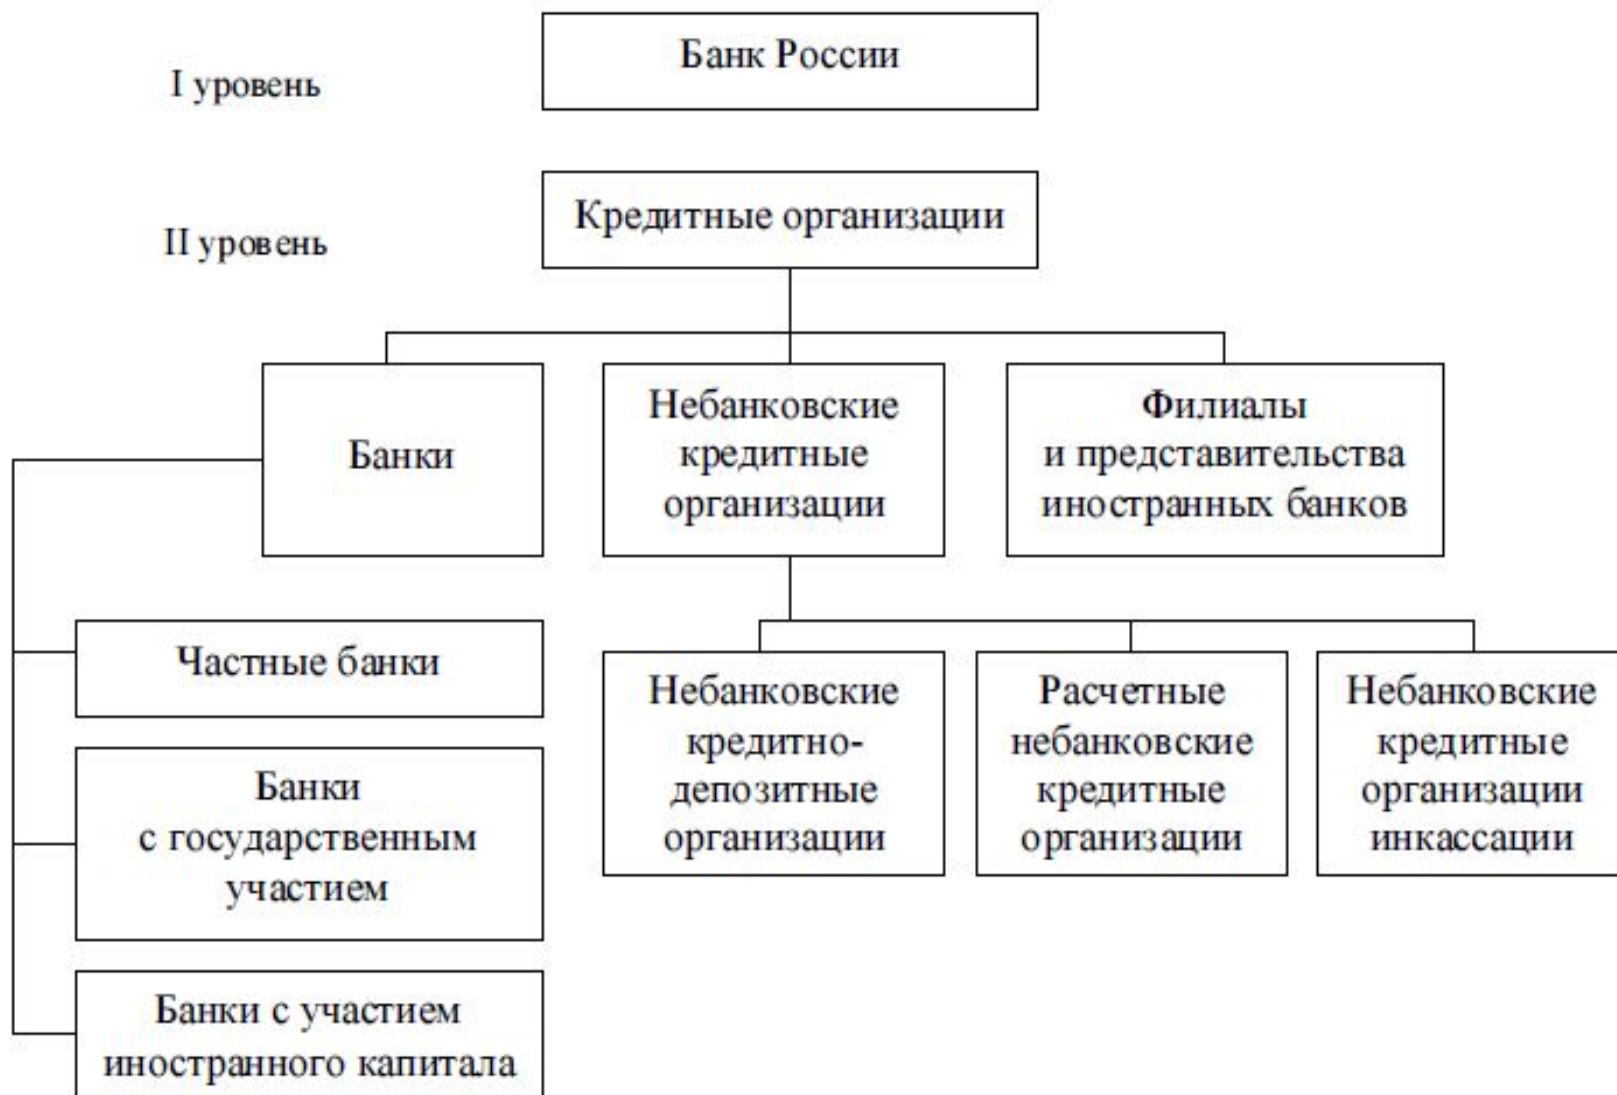 Банк России
I уровень
Кредитные организации
II уровень
Банки
Небанковские
кредитные
организации
Филиалы
и представительства
иностранных банков
Частные банки
Банки
с государственным
участием
Банки с участием
иностранного капитала
Небанковские
кредитно-
депозитные
организации
Расчетные
небанковские
кредитные
организации
Небанковские
кредитные
организации
инкассации